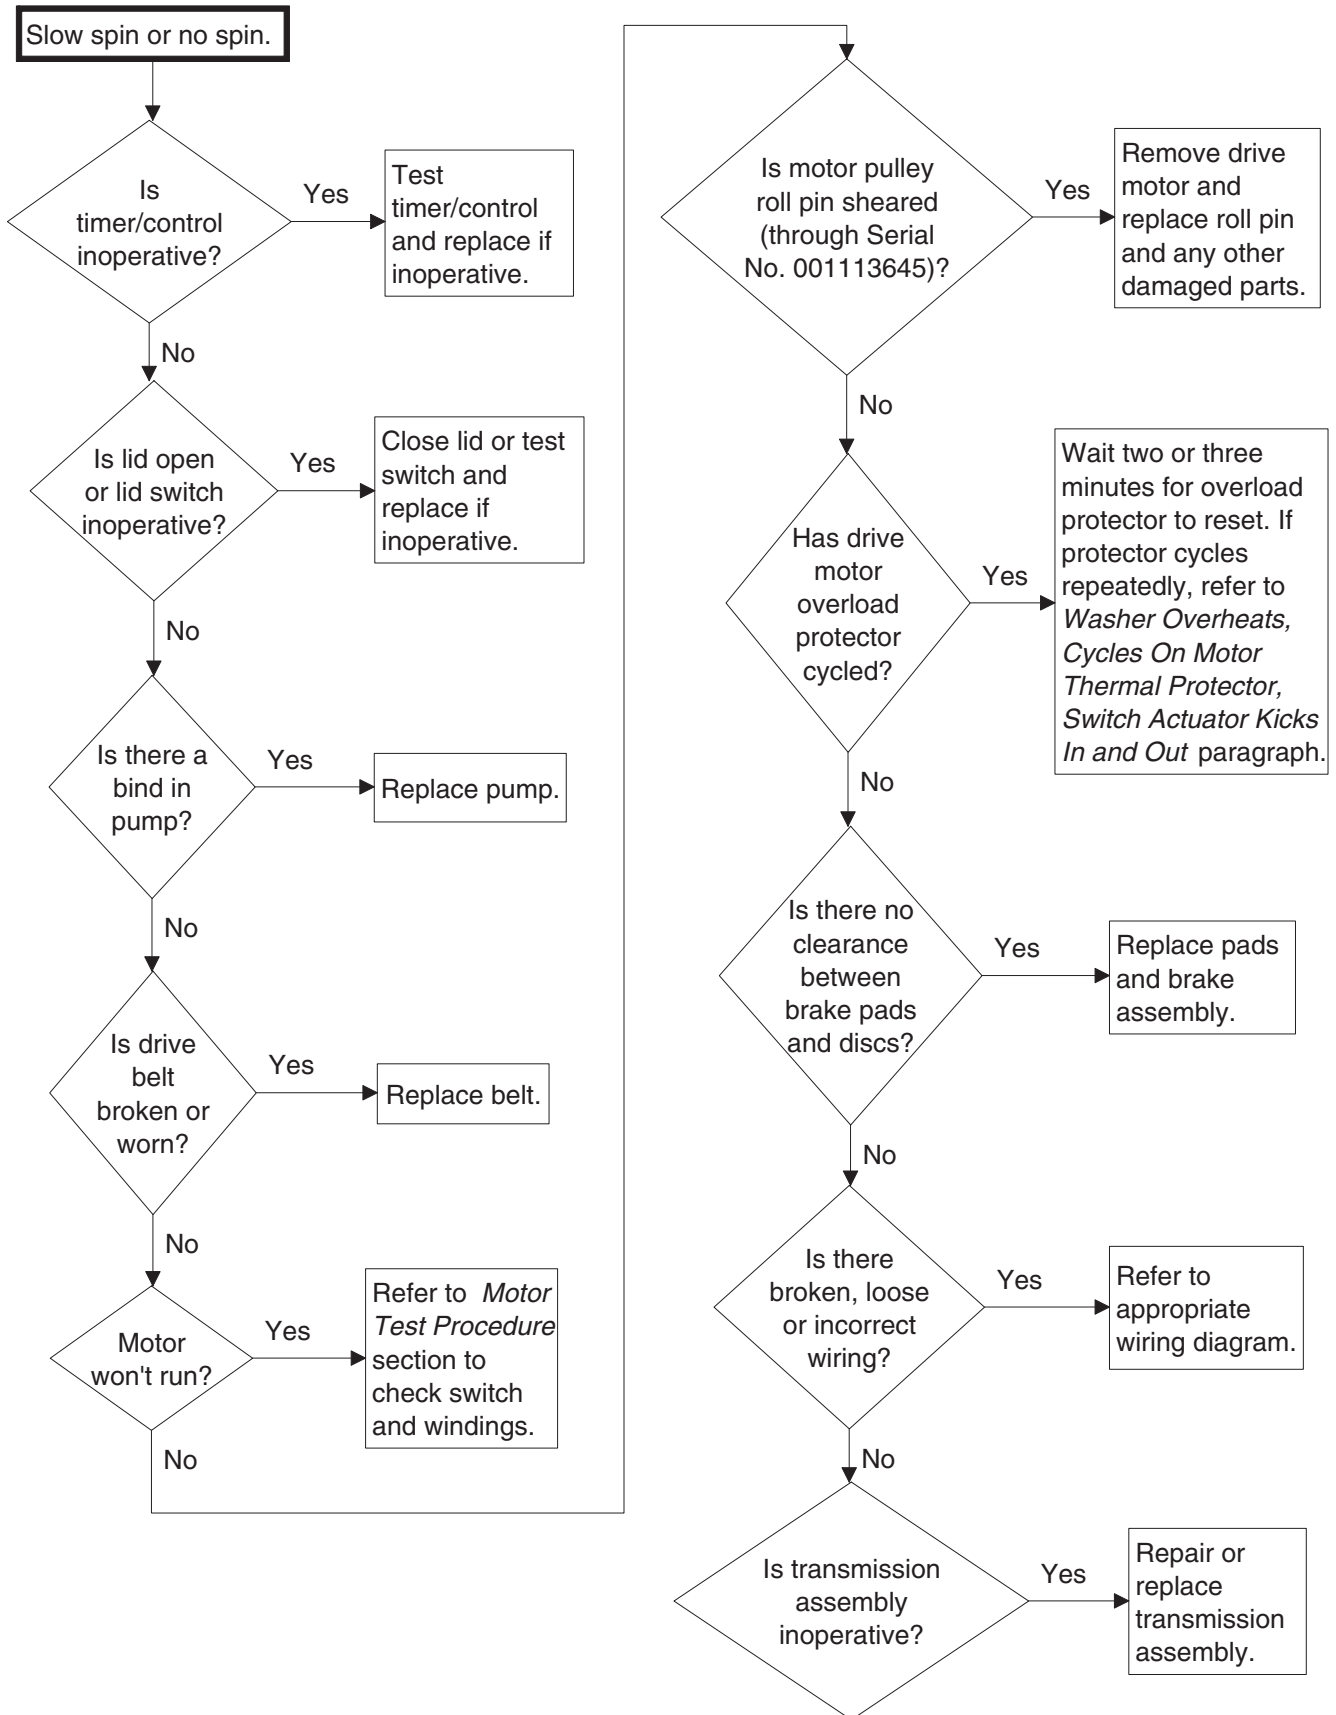 Slow spin or no spin.
Is
timer/control
inoperative?
Yes
Test
timer/control
and replace if
inoperative.
No
Is lid open
or lid switch
inoperative?
Yes
Close lid or test
switch and
replace if
inoperative.
No
Is there a
bind in
pump?
Yes
Replace pump.
No
Is drive
belt
broken or
worn?
Yes
Replace belt.
No
Motor
won't run?
Yes
Refer to Motor
Test Procedure
section to
check switch
and windings.
No
Is motor pulley
roll pin sheared
(through Serial
No. 001113645)?
Yes
Remove drive
motor and
replace roll pin
and any other
damaged parts.
No
Has drive
motor
overload
protector
cycled?
Yes
Wait two or three
minutes for overload
protector to reset. If
protector cycles
repeatedly, refer to
Washer Overheats,
Cycles On Motor
Thermal Protector,
Switch Actuator Kicks
In and Out paragraph.
No
Is there no
clearance
between
brake pads
and discs?
Yes
Replace pads
and brake
assembly.
No
Is there
broken, loose
or incorrect
wiring?
Yes
Refer to
appropriate
wiring diagram.
No
Is transmission
assembly
inoperative?
Yes
Repair or
replace
transmission
assembly.